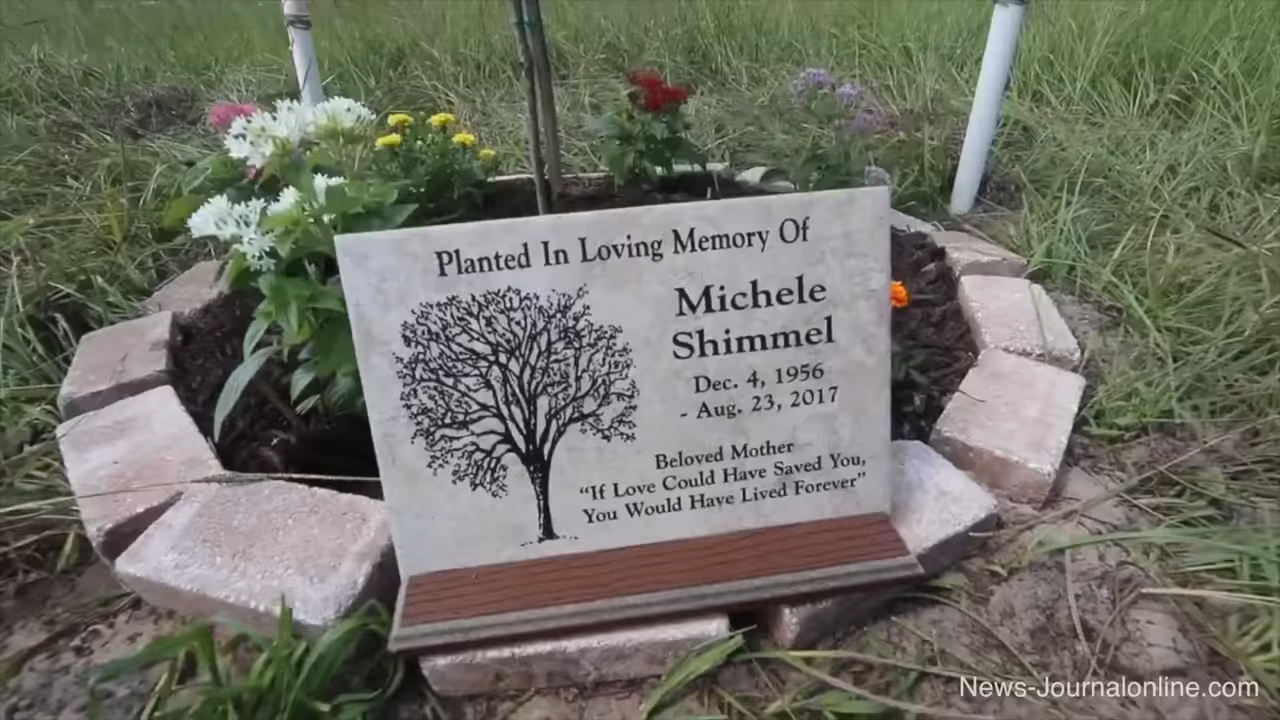 Planted In Loving Memory Of
Michele
Shimmel
Dec. 4, 1956
- Aug. 23, 2017
Beloved Mother
“If Love Could Have Saved You,
You Would Have Lived Forever”
News-Journalonline.com